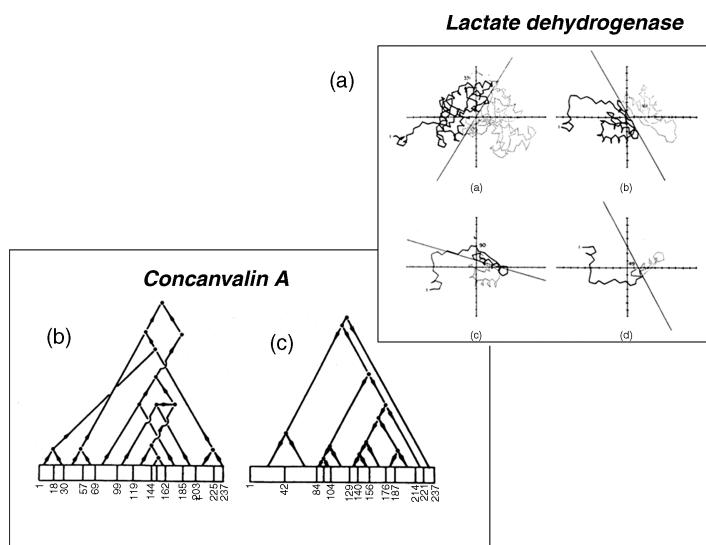 Lactate dehydrogenase
(a)
(a)
(b)
(c)
(d)
Concanvalin A
(b)
(c)
1 18 30 57 69 99 119 144 162 185 203 225 237
1 42 84 104 129 140 156 176 187 214 221 237